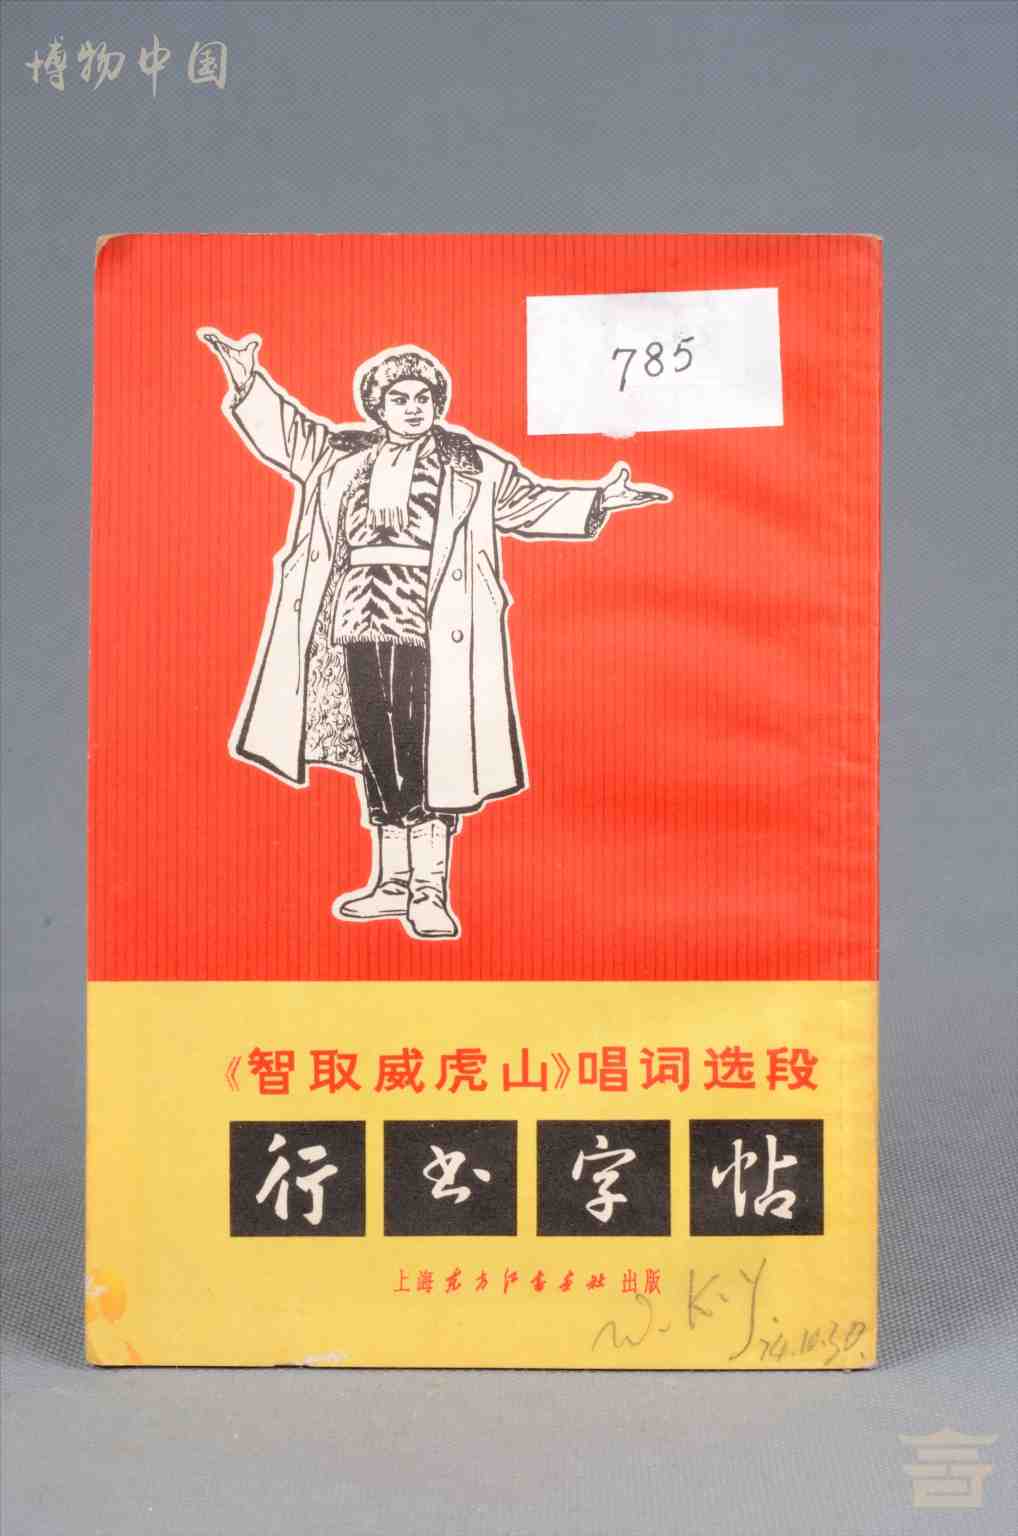 博物中国
785
《智取威虎山》唱词选段
行书字帖
上海东方红书画社出版
W. K. Y
74.10.30.